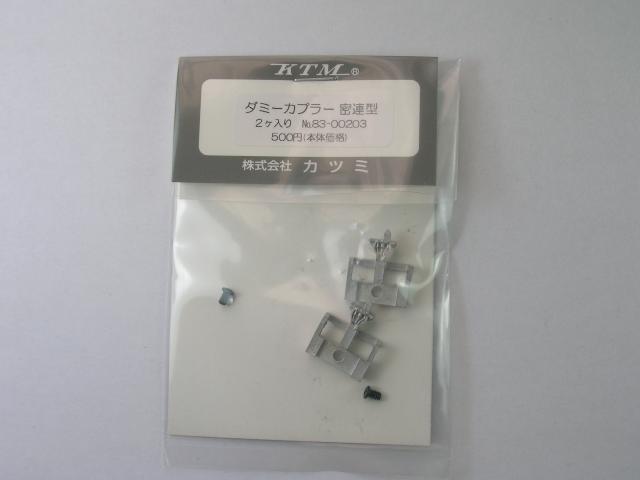 KTM®
ダミーカプラー 密連型
2ヶ入り №83-00203
500円(本体価格)
株式会社 カツミ